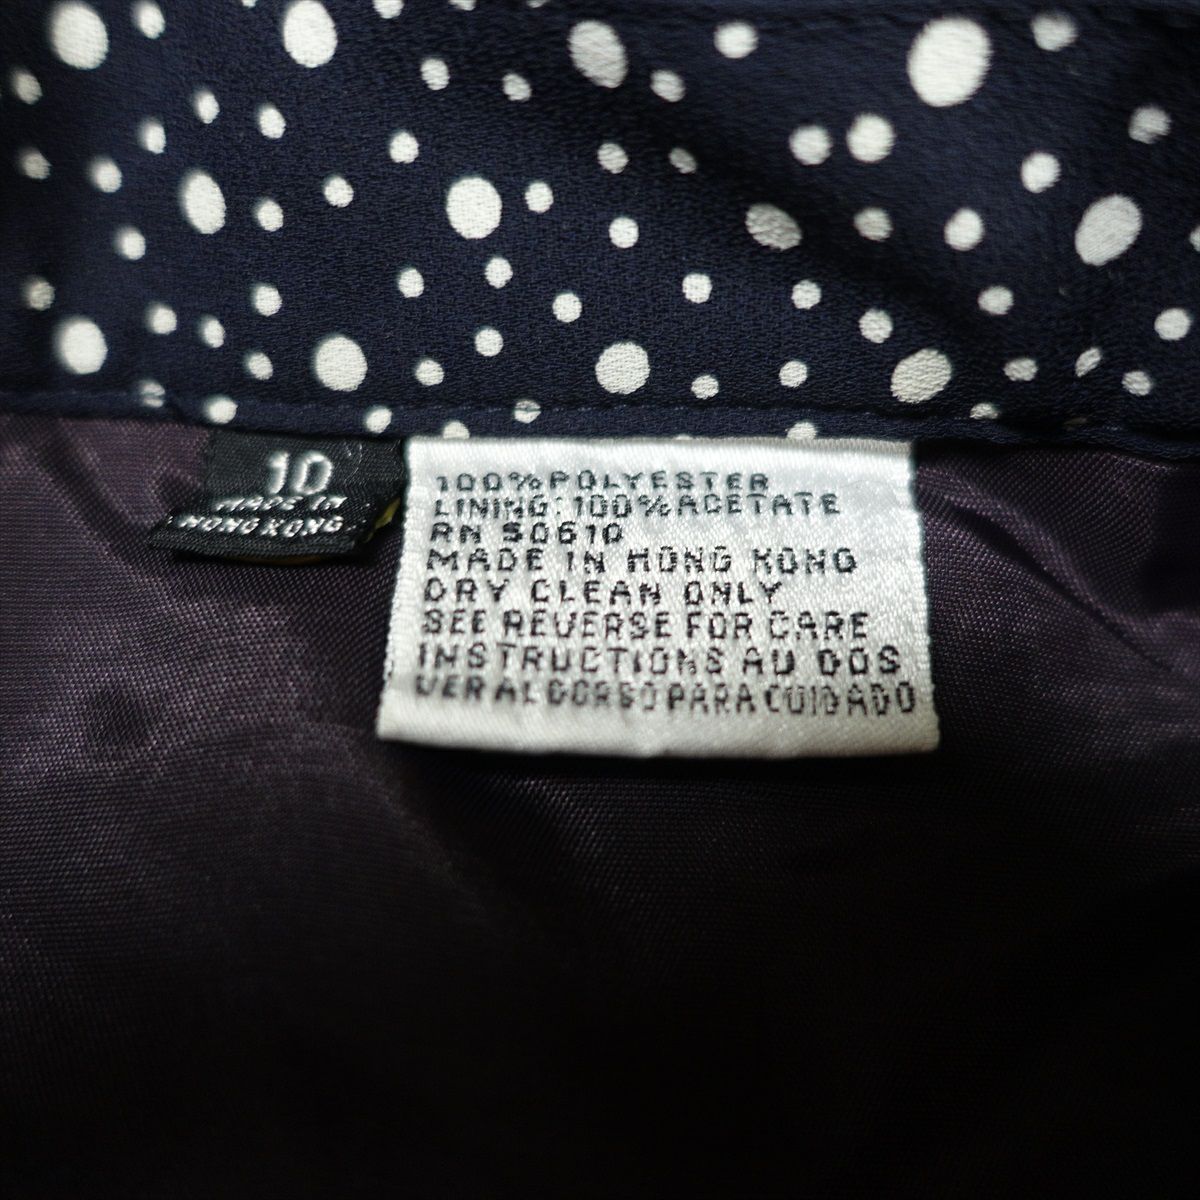 10
MADE IN
HONG KONG
100% POLYESTER
LINING: 100% ACETATE
RN 50610
MADE IN HONG KONG
DRY CLEAN ONLY
SEE REVERSE FOR CARE
INSTRUCTIONS AU DOS
VER AL DORSO PARA CUIDADO